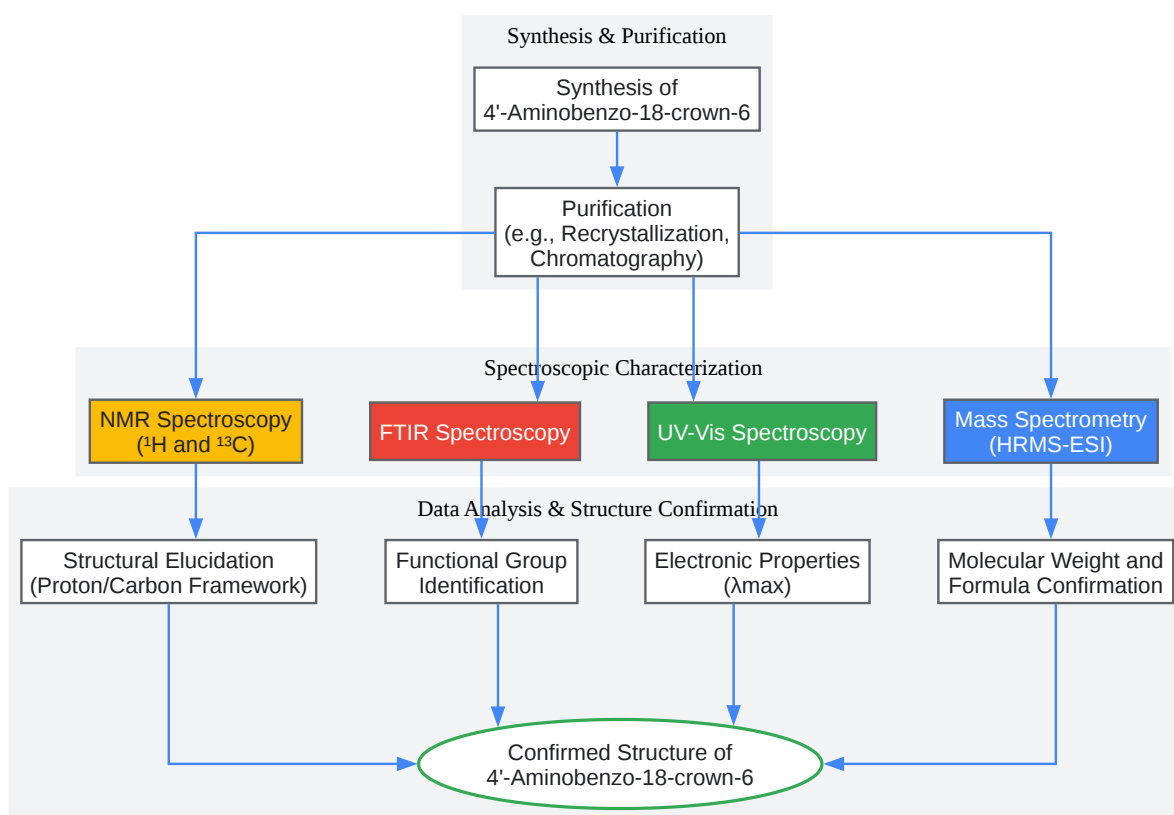 Synthesis & Purification
Synthesis of
4'-Aminobenzo-18-crown-6
Purification
(e.g., Recrystallization,
Chromatography)
Spectroscopic Characterization
NMR Spectroscopy
(¹H and ¹³C)
FTIR Spectroscopy
UV-Vis Spectroscopy
Mass Spectrometry
(HRMS-ESI)
Data Analysis & Structure Confirmation
Structural Elucidation
(Proton/Carbon Framework)
Functional Group
Identification
Electronic Properties
(λmax)
Molecular Weight and
Formula Confirmation
Confirmed Structure of
4'-Aminobenzo-18-crown-6